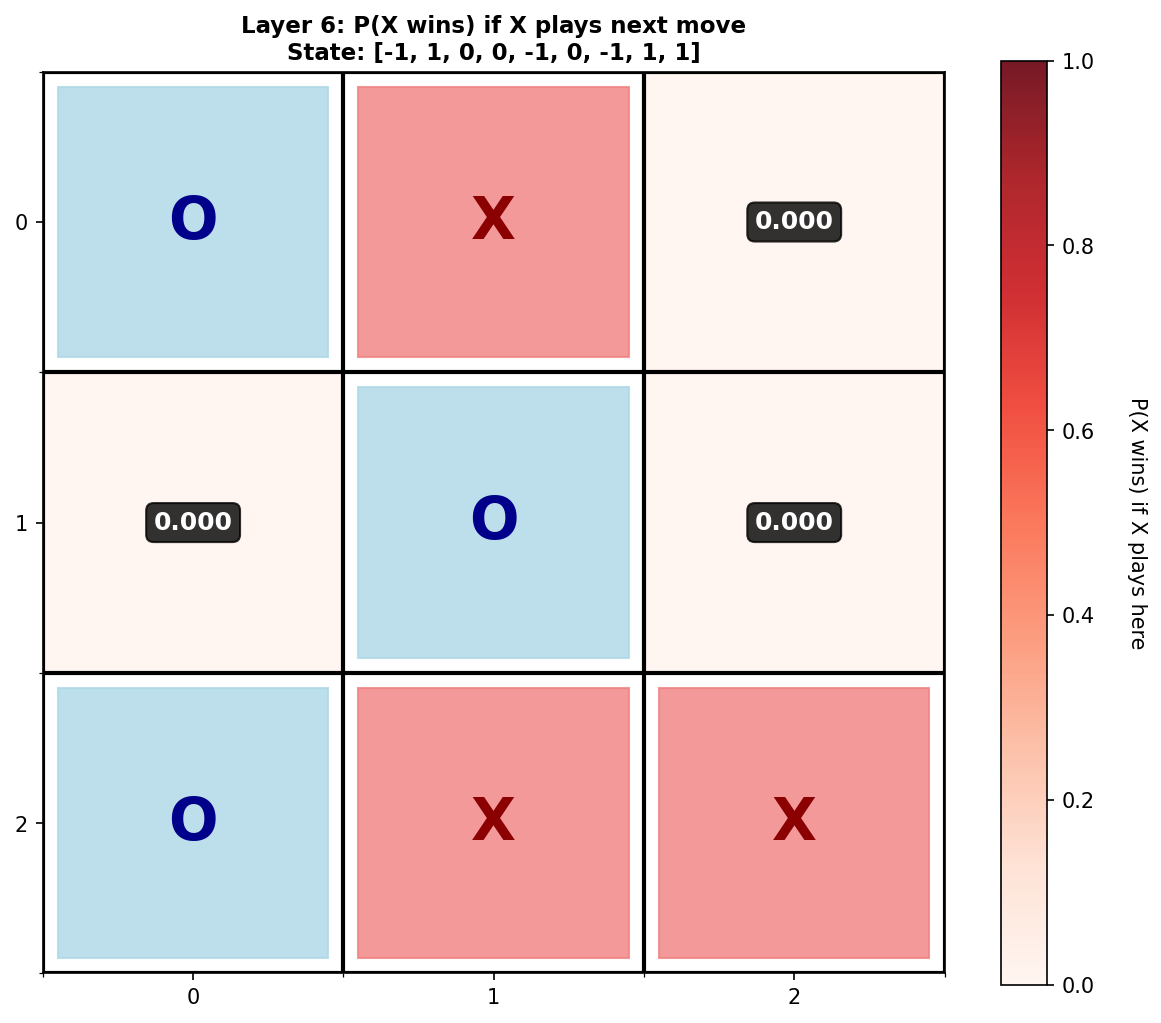 Layer 6: P(X wins) if X plays next move
State: [-1, 1, 0, 0, -1, 0, -1, 1, 1]
0
O
X
0.000
1
0.000
O
0.000
2
O
X
X
0
1
2
1.0
0.8
0.6
0.4
0.2
0.0
P(X wins) if X plays here